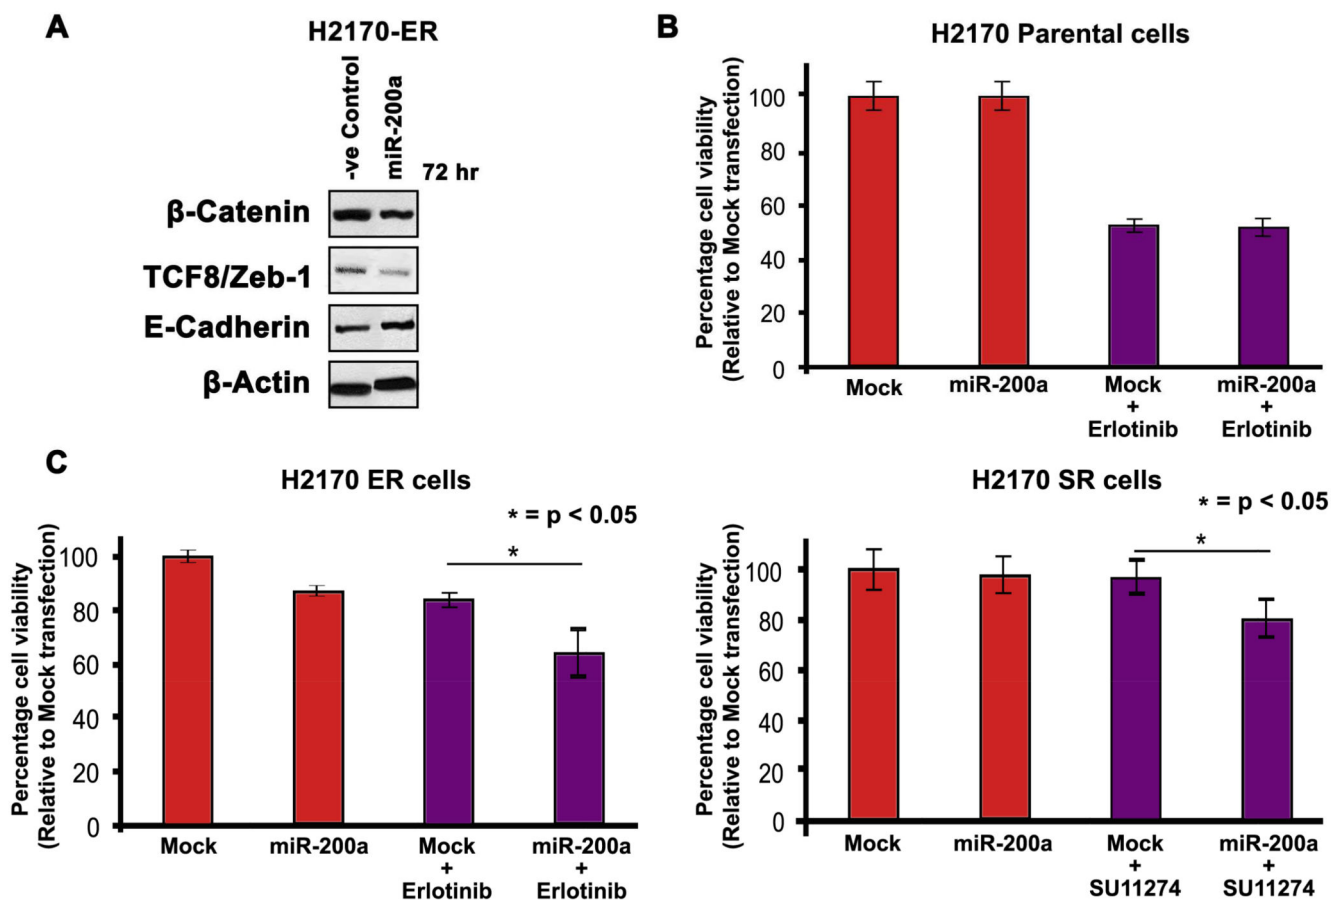 A
H2170-ER
-ve Control
miR-200a
72 hr
β-Catenin
TCF8/Zeb-1
E-Cadherin
β-Actin
B
H2170 Parental cells
Percentage cell viability
(Relative to Mock transfection)
100
80
60
40
20
0
Mock
miR-200a
Mock
+
Erlotinib
miR-200a
+
Erlotinib
C
H2170 ER cells
* = p < 0.05
*
Percentage cell viability
(Relative to Mock transfection)
100
80
60
40
20
0
Mock
miR-200a
Mock
+
Erlotinib
miR-200a
+
Erlotinib
H2170 SR cells
* = p < 0.05
*
Percentage cell viability
(Relative to Mock transfection)
100
80
60
40
20
0
Mock
miR-200a
Mock
+
SU11274
miR-200a
+
SU11274